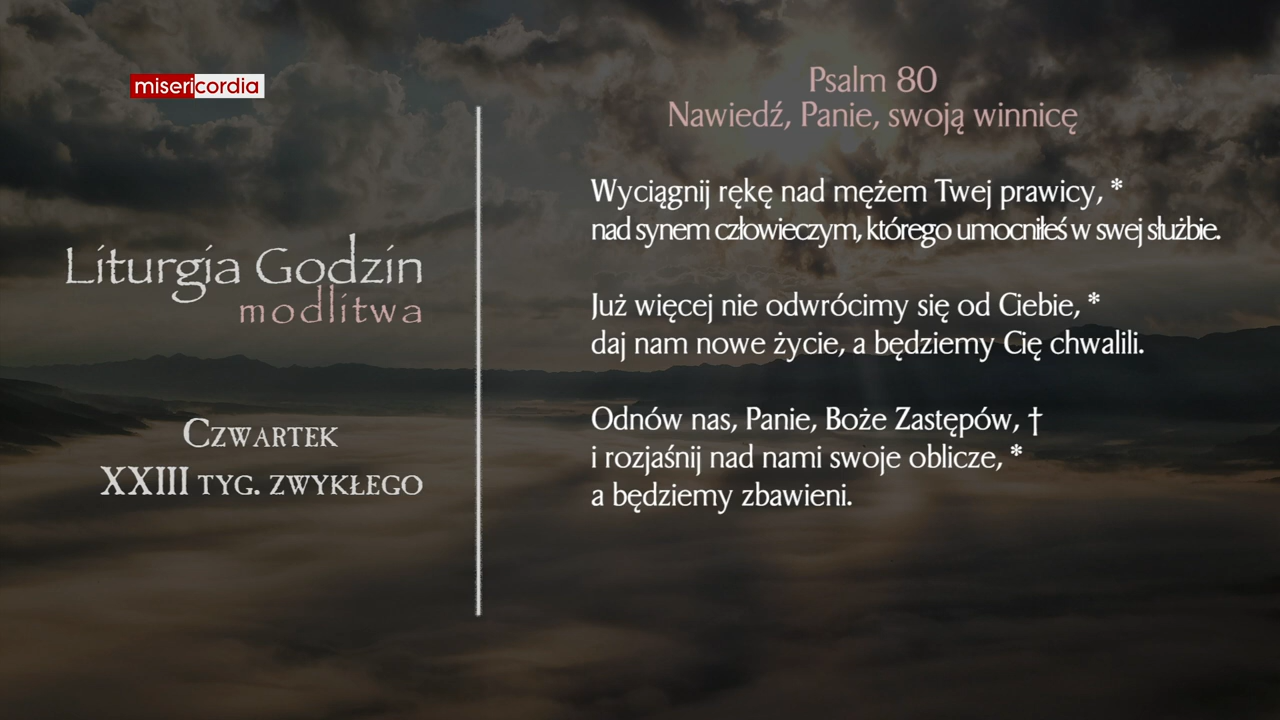 misericordia
Liturgia Godzin
modlitwa
Czwartek
XXIII tyg. zwykłego
Psalm 80
Nawiedź, Panie, swoją winnicę
Wyciągnij rękę nad mężem Twej prawicy, *
nad synem człowieczym, którego umocniłeś w swej służbie.
Już więcej nie odwrócimy się od Ciebie, *
daj nam nowe życie, a będziemy Cię chwalili.
Odnów nas, Panie, Boże Zastępów, †
i rozjaśnij nad nami swoje oblicze, *
a będziemy zbawieni.